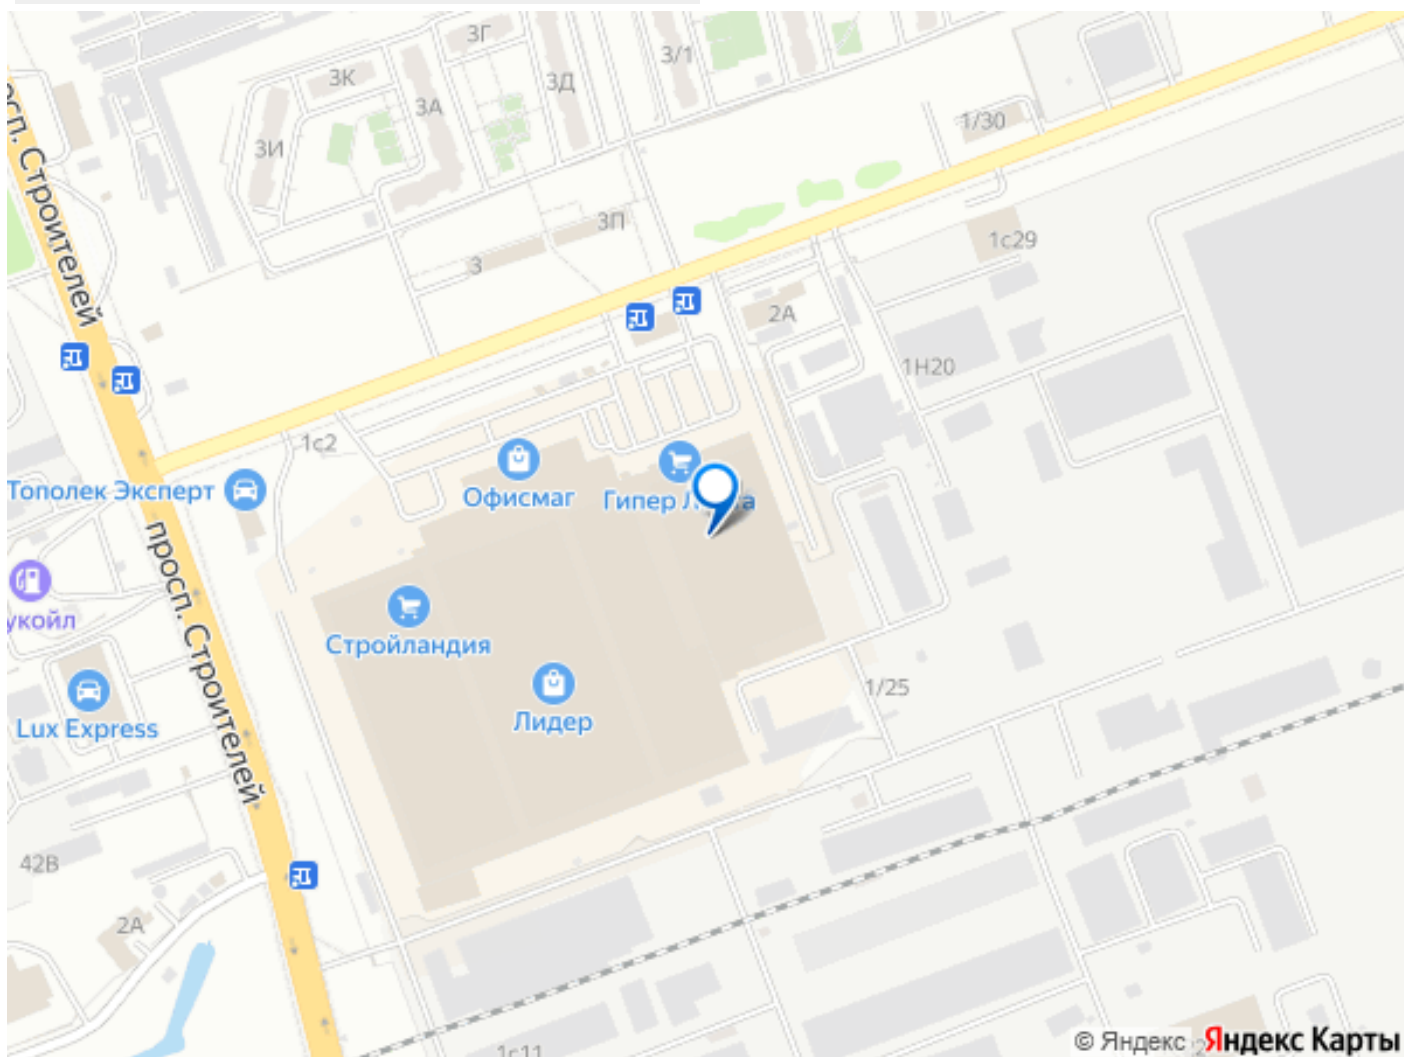 3Г
3К
3Д
3/1
3А
1/30
3И
просп. Строителей
3П
1с29
3
2А
1Н20
1с2
Тополек Эксперт
Офисмаг
Гипер
просп. Строителей
Стройландия
Лидер
1/25
Lux Express
42В
2А
1с11
© Яндекс Яндекс Карты